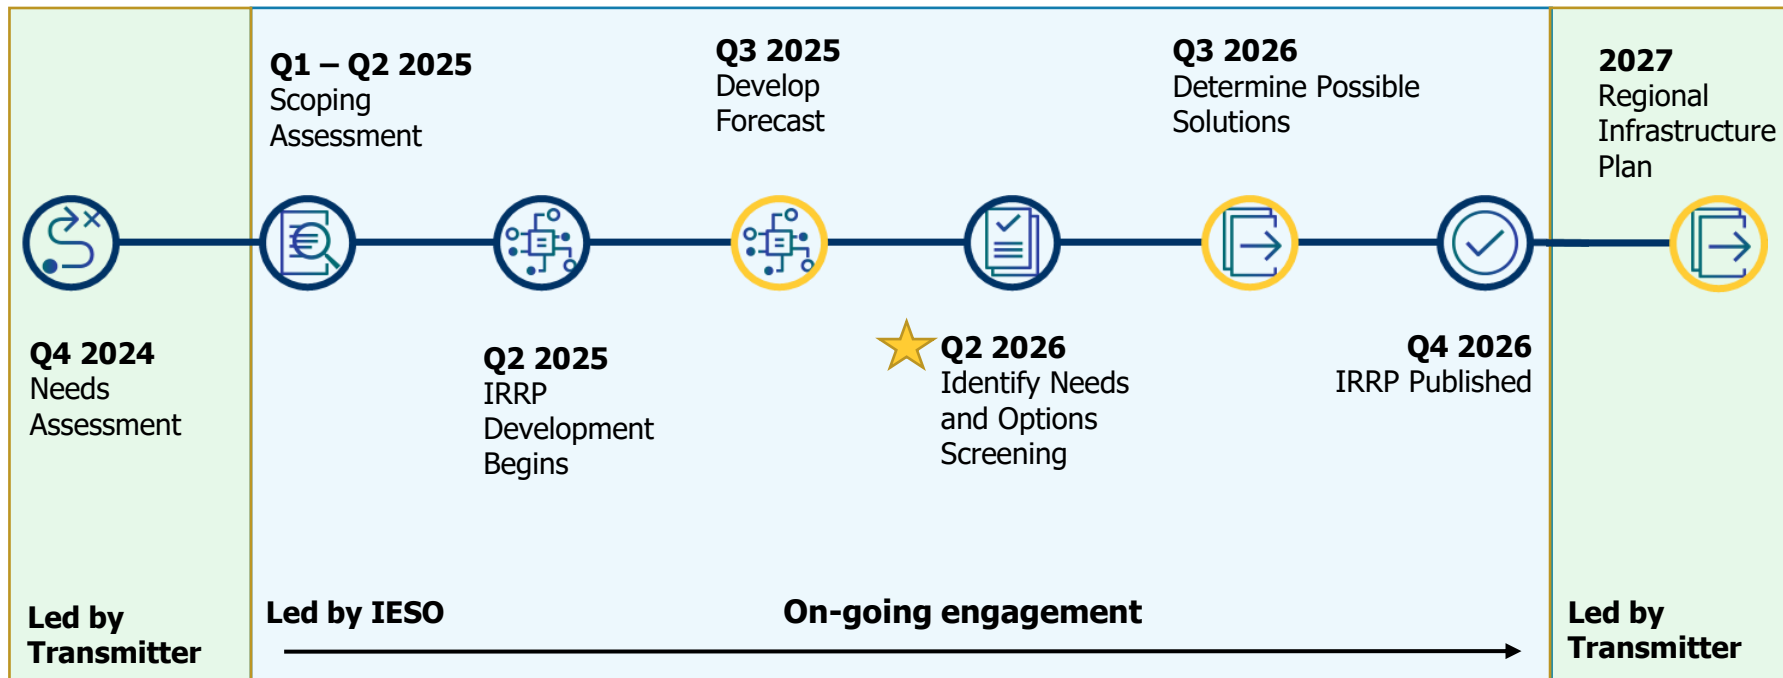 Q4 2024
Needs
Assessment
Q1 – Q2 2025
Scoping
Assessment
Q2 2025
IRRP
Development
Begins
Q3 2025
Develop
Forecast
Q2 2026
Identify Needs
and Options
Screening
Q3 2026
Determine Possible
Solutions
Q4 2026
IRRP Published
2027
Regional
Infrastructure
Plan
Led by
Transmitter
Led by IESO
On-going engagement
Led by
Transmitter